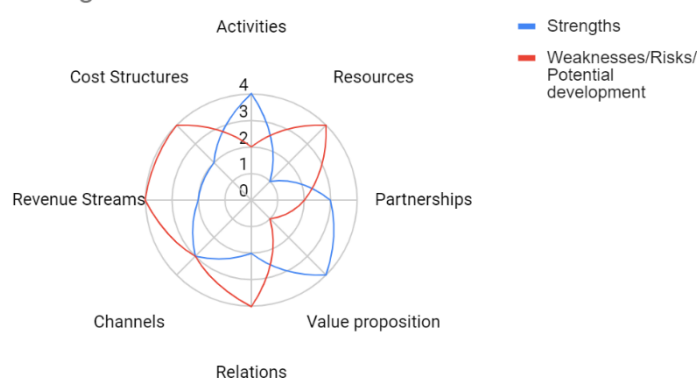 Activities
Strengths
Weaknesses/Risks/
Potential
development
Cost Structures
Resources
4
3
2
1
0
Revenue Streams
Partnerships
Channels
Value proposition
Relations